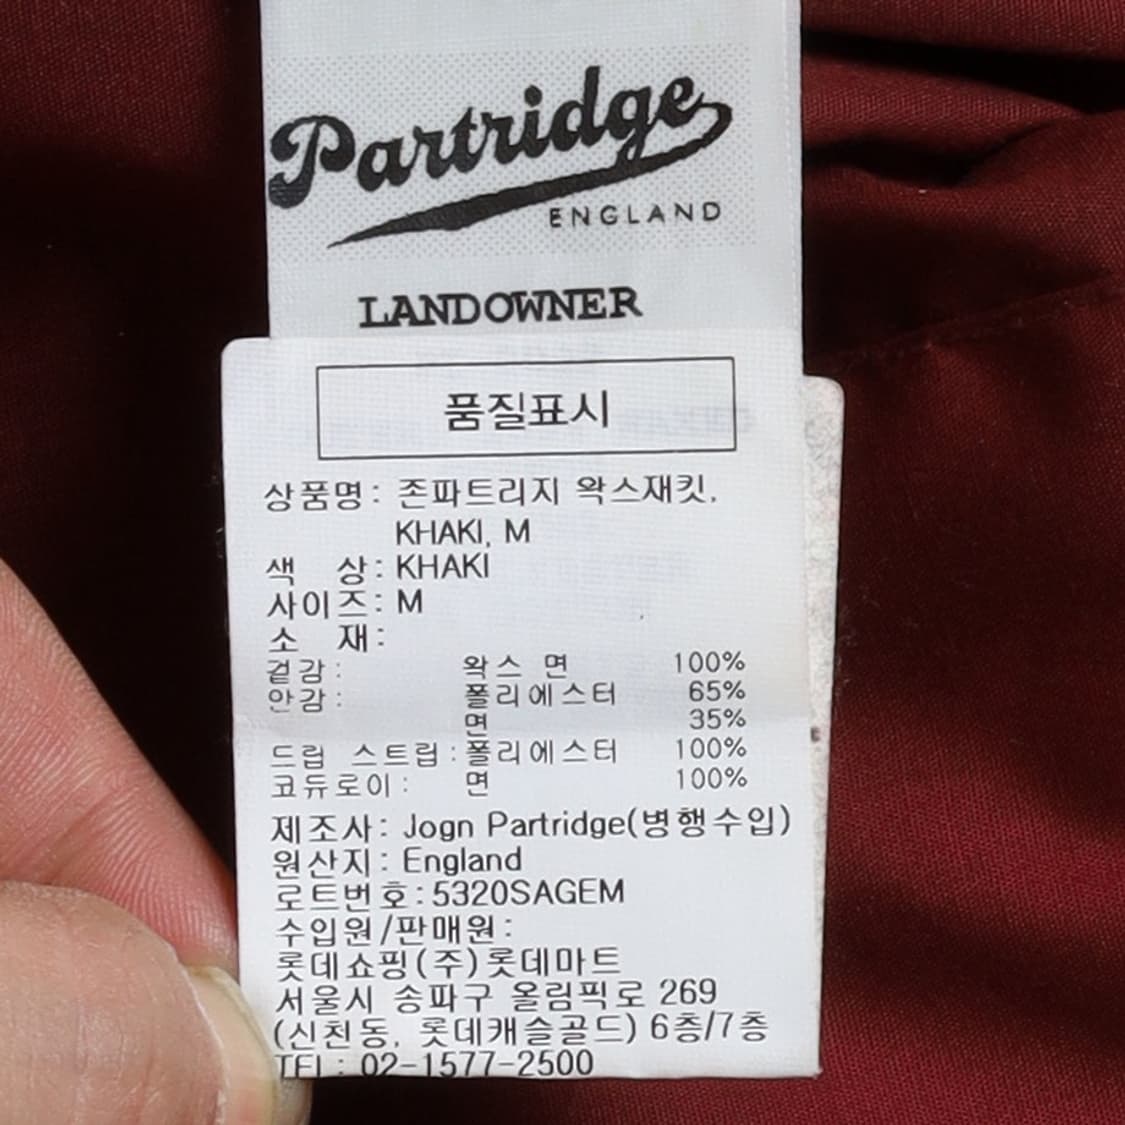 Partridge
ENGLAND
LANDOWNER
품질표시
상품명: 존파트리지 왁스재킷,
KHAKI, M
색 상: KHAKI
사이즈: M
소 재:
겉감: 왁스 면 100%
안감: 폴리에스터 65%
면 35%
드립 스트립:폴리에스터 100%
코듀로이: 면 100%
제조사: Jogn Partridge(병행수입)
원산지: England
로트번호:5320SAGEM
수입원/판매원:
롯데쇼핑(주)롯데마트
서울시 송파구 올림픽로 269
(신천동, 롯데캐슬골드) 6층/7층
TEL: 02-1577-2500